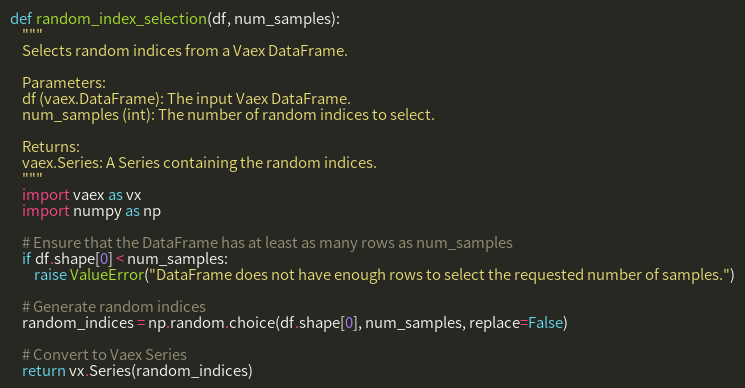 def random_index_selection(df, num_samples):
    """
    Selects random indices from a Vaex DataFrame.

    Parameters:
    df (vaex.DataFrame): The input Vaex DataFrame.
    num_samples (int): The number of random indices to select.

    Returns:
    vaex.Series: A Series containing the random indices.
    """
    import vaex as vx
    import numpy as np

    # Ensure that the DataFrame has at least as many rows as num_samples
    if df.shape[0] < num_samples:
        raise ValueError("DataFrame does not have enough rows to select the requested number of samples.")

    # Generate random indices
    random_indices = np.random.choice(df.shape[0], num_samples, replace=False)

    # Convert to Vaex Series
    return vx.Series(random_indices)